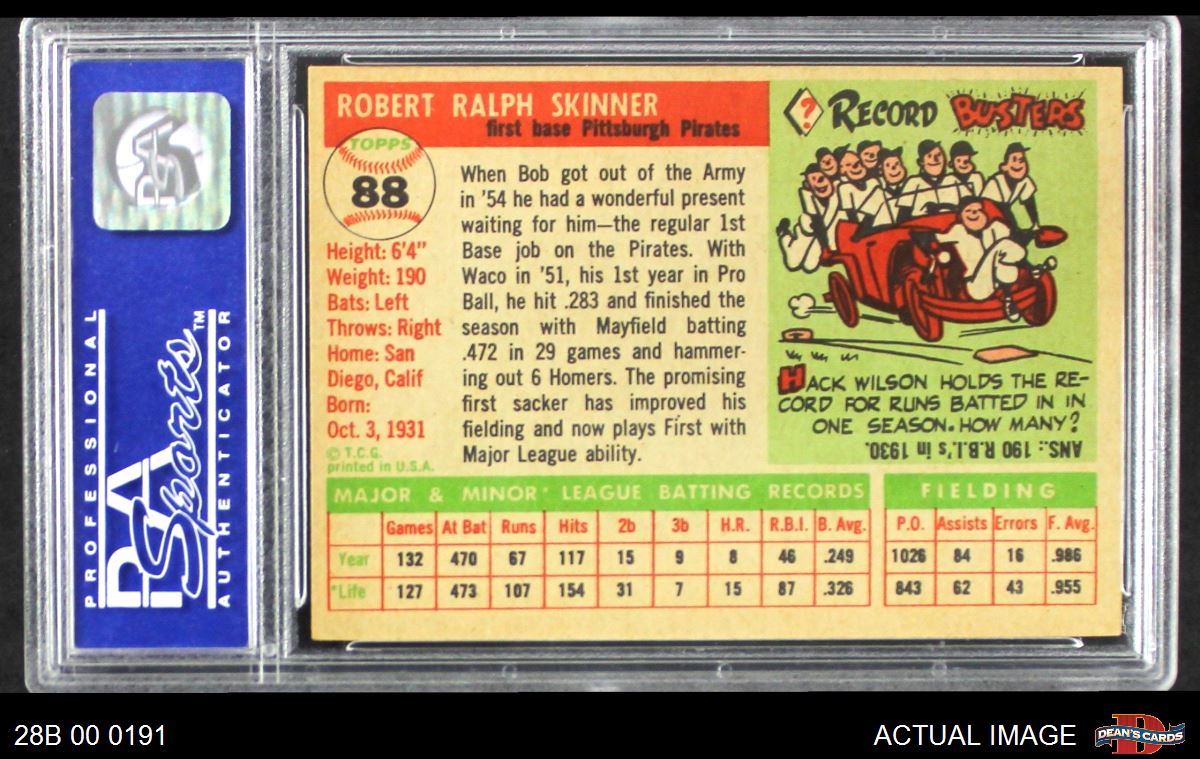 PSA
PROFESSIONAL
PSA
Sports™
AUTHENTICATOR
ROBERT RALPH SKINNER
first base Pittsburgh Pirates
TOPPS
88
Height: 6'4"
Weight: 190
Bats: Left
Throws: Right
Home: San
Diego, Calif
Born:
Oct. 3, 1931
© T.C.G.
printed in U.S.A.
When Bob got out of the Army
in '54 he had a wonderful present
waiting for him—the regular 1st
Base job on the Pirates. With
Waco in '51, his 1st year in Pro
Ball, he hit .283 and finished the
season with Mayfield batting
.472 in 29 games and hammer-
ing out 6 Homers. The promising
first sacker has improved his
fielding and now plays First with
Major League ability.
? RECORD BUSTERS
HACK WILSON HOLDS THE RE-
CORD FOR RUNS BATTED IN IN
ONE SEASON. HOW MANY?
ANS.: 190 R.B.I.'s in 1930.
MAJOR & MINOR* LEAGUE BATTING RECORDS FIELDING
Games At Bat Runs Hits 2b 3b H.R. R.B.I. B. Avg. P.O. Assists Errors F. Avg.
Year 132 470 67 117 15 9 8 46 .249 1026 84 16 .986
*Life 127 473 107 154 31 7 15 87 .326 843 62 43 .955
28B 00 0191
ACTUAL IMAGE
D DEAN'S CARDS